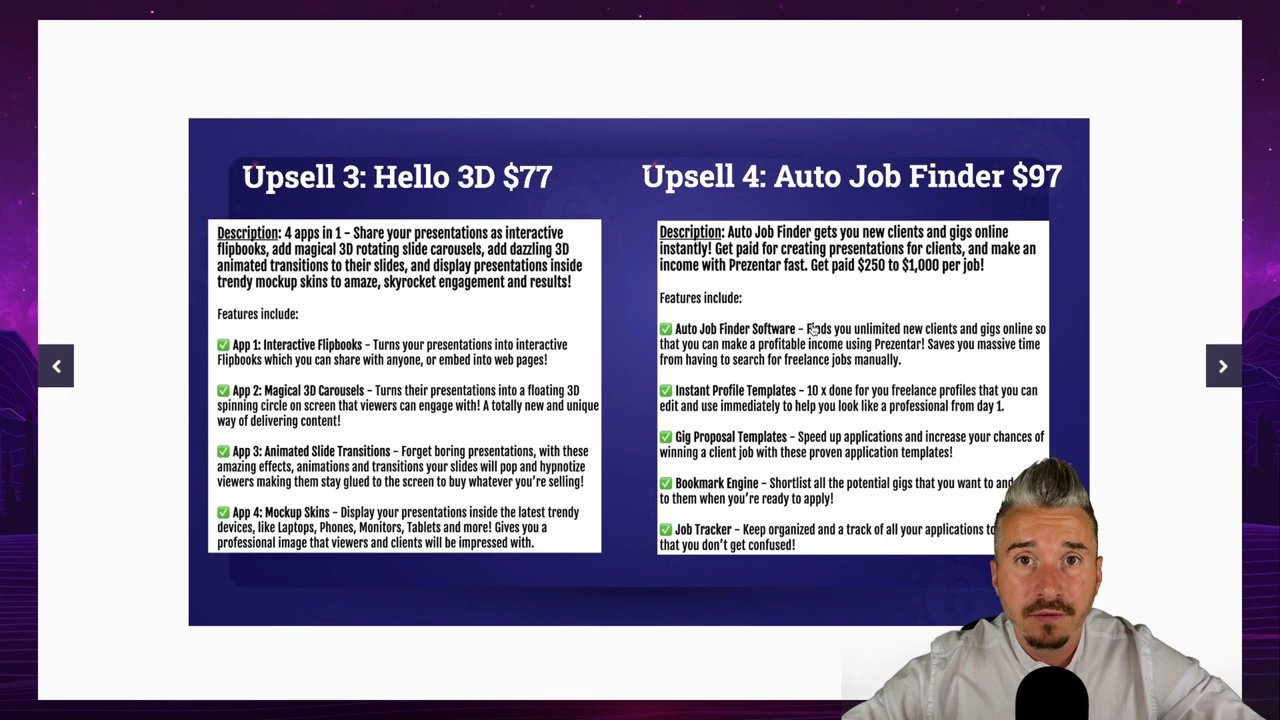 Upsell 3: Hello 3D $77
Description: 4 apps in 1 - Share your presentations as interactive
flipbooks, add magical 3D rotating slide carousels, add dazzling 3D
animated transitions to their slides, and display presentations inside
trendy mockup skins to amaze, skyrocket engagement and results!
Features include:
✅ App 1: Interactive Flipbooks - Turns your presentations into interactive
Flipbooks which you can share with anyone, or embed into web pages!
✅ App 2: Magical 3D Carousels - Turns their presentations into a floating 3D
spinning circle on screen that viewers can engage with! A totally new and unique
way of delivering content!
✅ App 3: Animated Slide Transitions - Forget boring presentations, with these
amazing effects, animations and transitions your slides will pop and hypnotize
viewers making them stay glued to the screen to buy whatever you're selling!
✅ App 4: Mockup Skins - Display your presentations inside the latest trendy
devices, like Laptops, Phones, Monitors, Tablets and more! Gives you a
professional image that viewers and clients will be impressed with.
Upsell 4: Auto Job Finder $97
Description: Auto Job Finder gets you new clients and gigs online
instantly! Get paid for creating presentations for clients, and make an
income with Prezentar fast. Get paid $250 to $1,000 per job!
Features include:
✅ Auto Job Finder Software - Finds you unlimited new clients and gigs online so
that you can make a profitable income using Prezentar! Saves you massive time
from having to search for freelance jobs manually.
✅ Instant Profile Templates - 10 x done for you freelance profiles that you can
edit and use immediately to help you look like a professional from day 1.
✅ Gig Proposal Templates - Speed up applications and increase your chances of
winning a client job with these proven application templates!
✅ Bookmark Engine - Shortlist all the potential gigs that you want to and
to them when you're ready to apply!
✅ Job Tracker - Keep organized and a track of all your applications to
that you don't get confused!